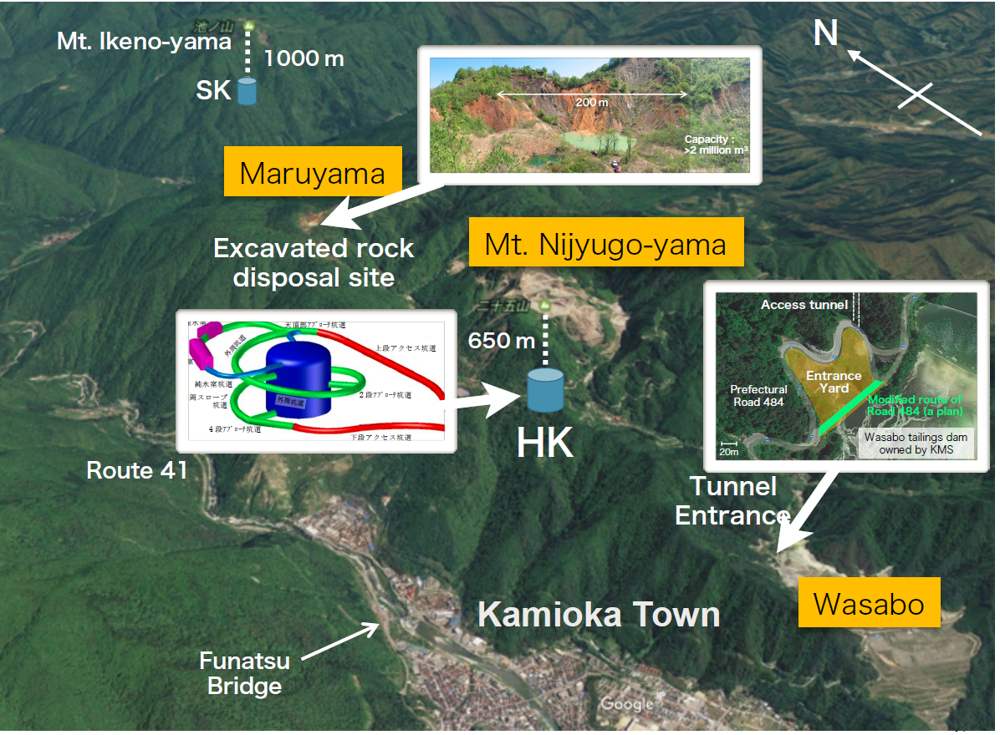 池ノ山
Mt. Ikeno-yama
1000 m
SK
N
200 m
Capacity :
>2 million m³
Maruyama
Excavated rock
disposal site
Mt. Nijyugo-yama
二十五山
650 m
HK
天頂部アプローチ坑道
外周坑道
上段アクセス坑道
純水室坑道
周スロープ
坑道
外周坑道
2段アプローチ坑道
4段アプローチ坑道
下段アクセス坑道
Access tunnel
Entrance
Yard
Prefectural
Road 484
Modified route of
Road 484 (a plan)
Wasabo tailings dam
owned by KMS
20m
Route 41
Tunnel
Entrance
Wasabo
Kamioka Town
Funatsu
Bridge
Google